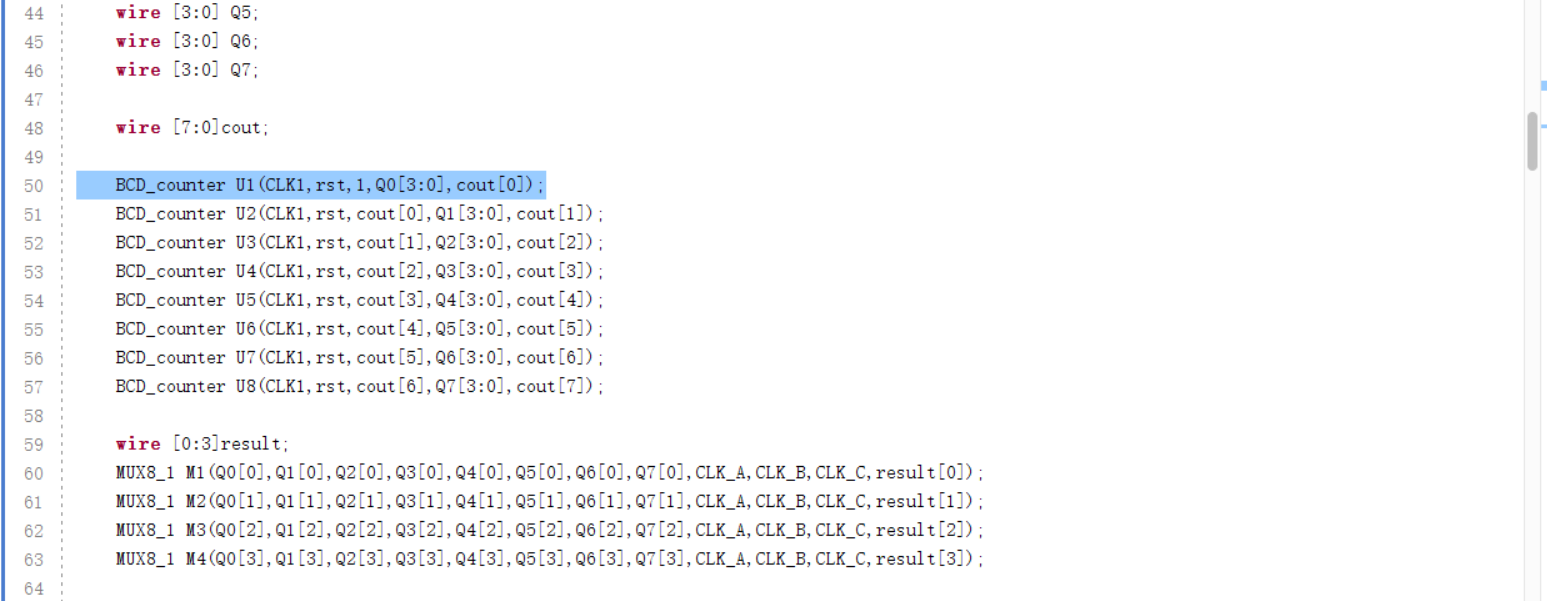 44 wire [3:0] Q5;
45 wire [3:0] Q6;
46 wire [3:0] Q7;
47
48 wire [7:0]cout;
49
50 BCD_counter U1(CLK1,rst,1,Q0[3:0],cout[0]);
51 BCD_counter U2(CLK1,rst,cout[0],Q1[3:0],cout[1]);
52 BCD_counter U3(CLK1,rst,cout[1],Q2[3:0],cout[2]);
53 BCD_counter U4(CLK1,rst,cout[2],Q3[3:0],cout[3]);
54 BCD_counter U5(CLK1,rst,cout[3],Q4[3:0],cout[4]);
55 BCD_counter U6(CLK1,rst,cout[4],Q5[3:0],cout[5]);
56 BCD_counter U7(CLK1,rst,cout[5],Q6[3:0],cout[6]);
57 BCD_counter U8(CLK1,rst,cout[6],Q7[3:0],cout[7]);
58
59 wire [0:3]result;
60 MUX8_1 M1(Q0[0],Q1[0],Q2[0],Q3[0],Q4[0],Q5[0],Q6[0],Q7[0],CLK_A,CLK_B,CLK_C,result[0]);
61 MUX8_1 M2(Q0[1],Q1[1],Q2[1],Q3[1],Q4[1],Q5[1],Q6[1],Q7[1],CLK_A,CLK_B,CLK_C,result[1]);
62 MUX8_1 M3(Q0[2],Q1[2],Q2[2],Q3[2],Q4[2],Q5[2],Q6[2],Q7[2],CLK_A,CLK_B,CLK_C,result[2]);
63 MUX8_1 M4(Q0[3],Q1[3],Q2[3],Q3[3],Q4[3],Q5[3],Q6[3],Q7[3],CLK_A,CLK_B,CLK_C,result[3]);
64